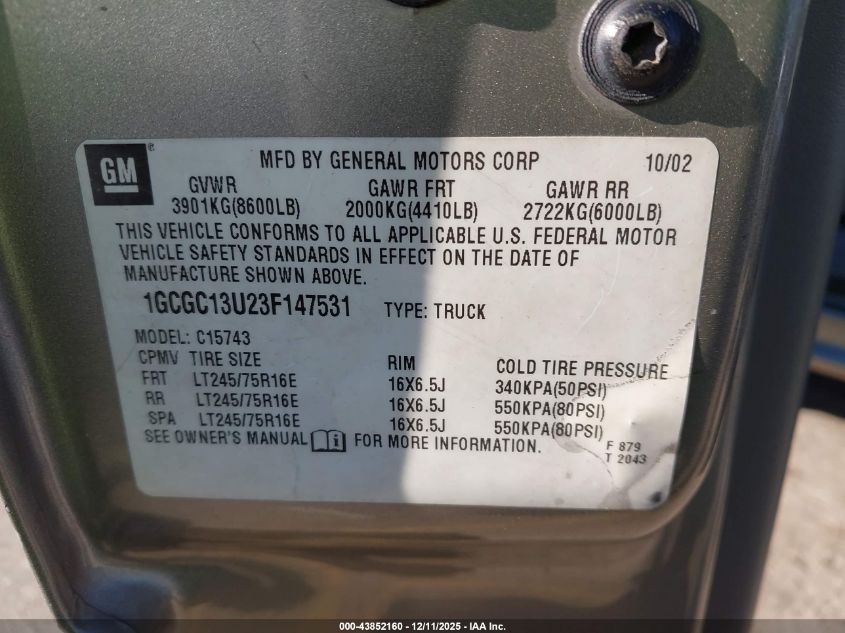 GM ® MFD BY GENERAL MOTORS CORP 10/02
GVWR GAWR FRT GAWR RR
3901KG(8600LB) 2000KG(4410LB) 2722KG(6000LB)
THIS VEHICLE CONFORMS TO ALL APPLICABLE U.S. FEDERAL MOTOR
VEHICLE SAFETY STANDARDS IN EFFECT ON THE DATE OF
MANUFACTURE SHOWN ABOVE.
1GCGC13U23F147531 TYPE: TRUCK
MODEL: C15743
CPMV TIRE SIZE RIM COLD TIRE PRESSURE
FRT LT245/75R16E 16X6.5J 340KPA(50PSI)
RR LT245/75R16E 16X6.5J 550KPA(80PSI)
SPA LT245/75R16E 16X6.5J 550KPA(80PSI)
SEE OWNER'S MANUAL FOR MORE INFORMATION.
F 879
T 2043
000-43852160 - 12/11/2025 - IAA Inc.